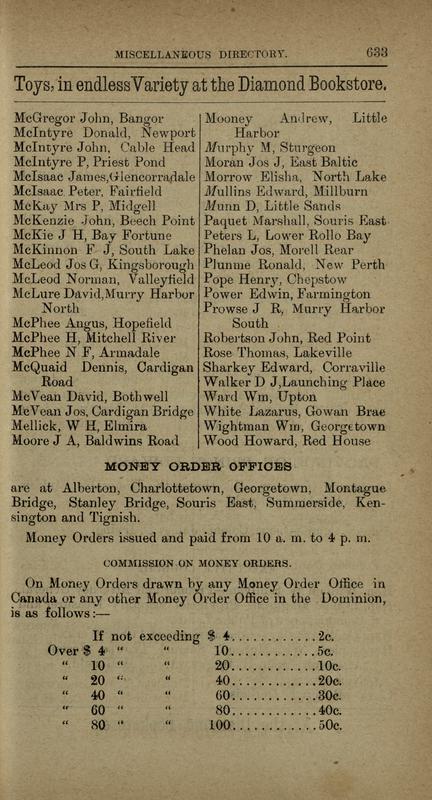 MISCELLANEOUS DIRECTORY. 633
Toys, in endless Variety at the Diamond Bookstore.
McGregor John, Bangor
McIntyre Donald, Newport
McIntyre John, Cable Head
McIntyre P, Priest Pond
McIsaac James, Glencorradale
McIsaac Peter, Fairfield
McKay Mrs P, Midgell
McKenzie John, Beech Point
McKie J H, Bay Fortune
McKinnon F J, South Lake
McLeod Jos G, Kingsborough
McLeod Norman, Valleyfield
McLure David, Murry Harbor
North
McPhee Angus, Hopefield
McPhee H, Mitchell River
McPhee N F, Armadale
McQuaid Dennis, Cardigan
Road
McVean David, Bothwell
McVean Jos, Cardigan Bridge
Mellick, W H, Elmira
Moore J A, Baldwins Road
Mooney Andrew, Little
Harbor
Murphy M, Sturgeon
Moran Jos J, East Baltic
Morrow Elisha, North Lake
Mullins Edward, Millburn
Munn D, Little Sands
Paquet Marshall, Souris East
Peters L, Lower Rollo Bay
Phelan Jos, Morell Rear
Plunme Ronald, New Perth
Pope Henry, Chepstow
Power Edwin, Farmington
Prowse J R, Murry Harbor
South
Robertson John, Red Point
Rose Thomas, Lakeville
Sharkey Edward, Corraville
Walker D J, Launching Place
Ward Wm, Upton
White Lazarus, Gowan Brae
Wightman Wm, Georgetown
Wood Howard, Red House
MONEY ORDER OFFICES
are at Alberton, Charlottetown, Georgetown, Montague
Bridge, Stanley Bridge, Souris East, Summerside, Ken-
sington and Tignish.
Money Orders issued and paid from 10 a. m. to 4 p. m.
COMMISSION ON MONEY ORDERS.
On Money Orders drawn by any Money Order Office in
Canada or any other Money Order Office in the Dominion,
is as follows:—
If not exceeding $ 4............2c.
Over $ 4 " " 10............5c.
" 10 " " 20............10c.
" 20 " " 40............20c.
" 40 " " 60............30c.
" 60 " " 80............40c.
" 80 " " 100............50c.